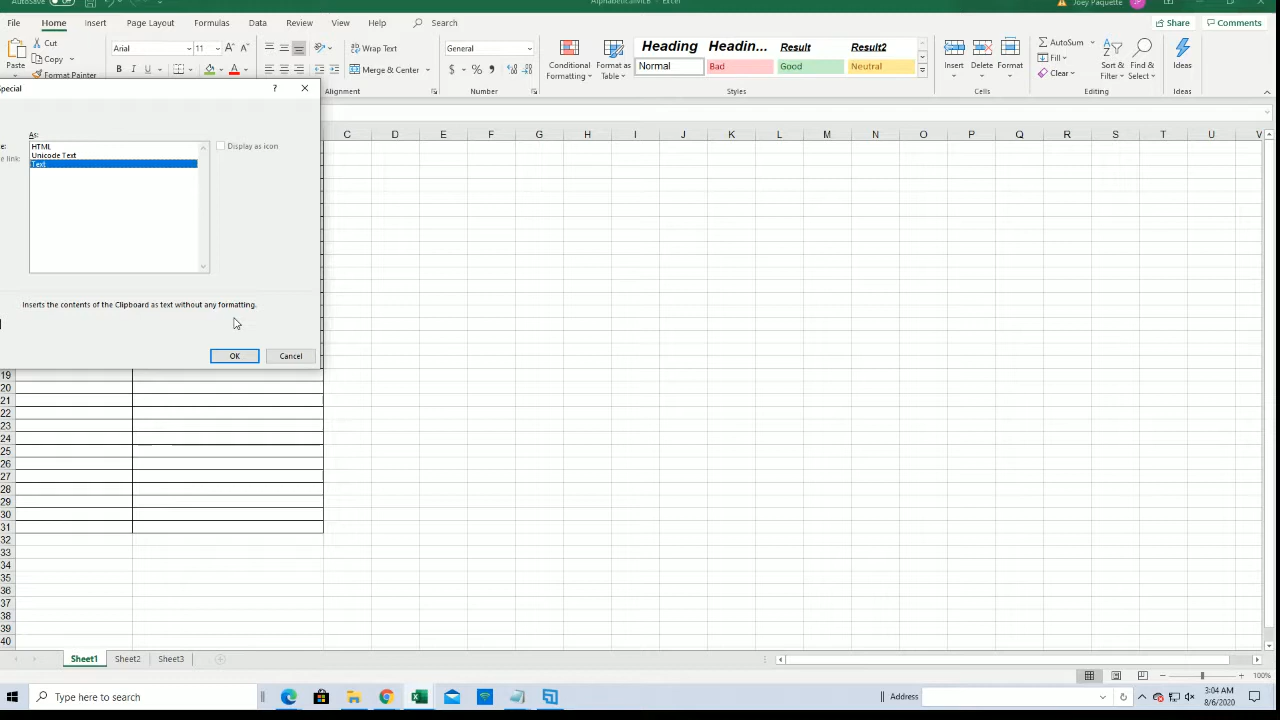 AutoSave
Alphabetical
Excel
Joey Paquette
JP
File Home Insert Page Layout Formulas Data Review View Help Search
Share Comments
Cut
Copy
Format Painter
Paste
Arial 11 A A
B I U A
Wrap Text
Merge & Center
Alignment
General
$ % ,
Number
Conditional
Formatting
Format as
Table
Heading Headin... Result Result2
Normal Bad Good Neutral
Styles
Insert Delete Format
Cells
AutoSum
Fill
Clear
Sort &
Filter
Find &
Select
Editing
Ideas
Ideas
Special ? ×
As:
e:
e link:
HTML
Unicode Text
Text
Display as icon
Inserts the contents of the Clipboard as text without any formatting.
OK Cancel
C D E F G H I J K L M N O P Q R S T U V
19
20
21
22
23
24
25
26
27
28
29
30
31
32
33
34
35
36
37
38
39
40
Sheet1 Sheet2 Sheet3
100%
Type here to search
Address
3:04 AM
8/6/2020